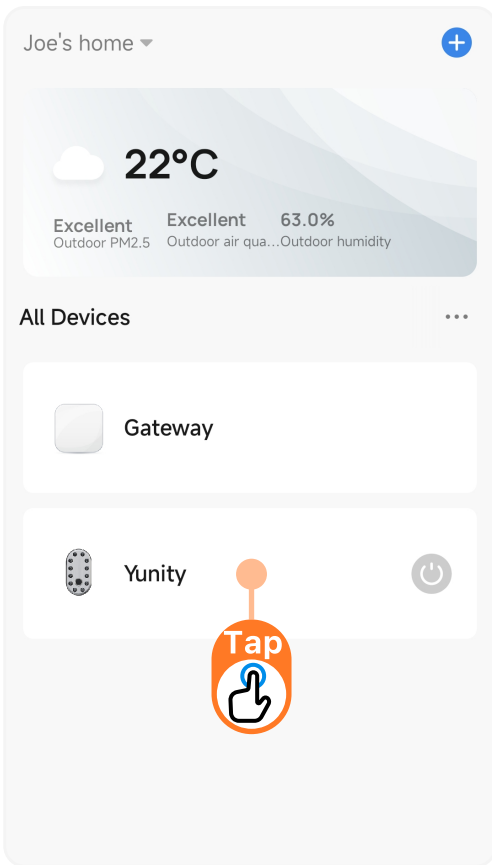 Joe's home
22°C
Excellent Excellent 63.0%
Outdoor PM2.5 Outdoor air qua... Outdoor humidity
All Devices
Gateway
Yunity
Tap